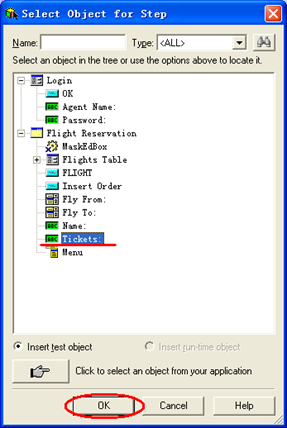 Select Object for Step
Name: Type: <ALL>
Select an object in the tree or use the options above to locate it.
Login
OK
Agent Name:
Password:
Flight Reservation
MaskEdBox
Flights Table
FLIGHT
Insert Order
Fly From:
Fly To:
Name:
Tickets:
Menu
Insert test object Insert run-time object
Click to select an object from your application
OK Cancel Help